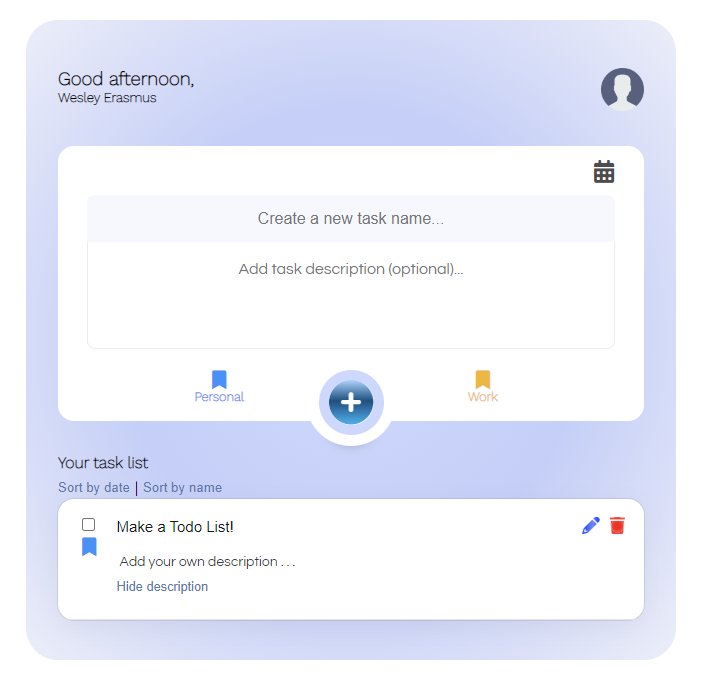 Good afternoon,
Wesley Erasmus
Create a new task name...
Add task description (optional)...
Personal
Work
Your task list
Sort by date | Sort by name
Make a Todo List!
Add your own description . . .
Hide description